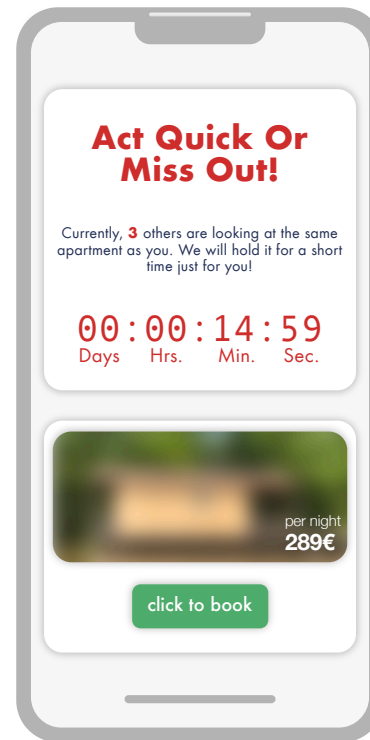 Act Quick Or
Miss Out!
Currently, 3 others are looking at the same
apartment as you. We will hold it for a short
time just for you!
00:00:14:59
Days Hrs. Min. Sec.
per night
289€
click to book